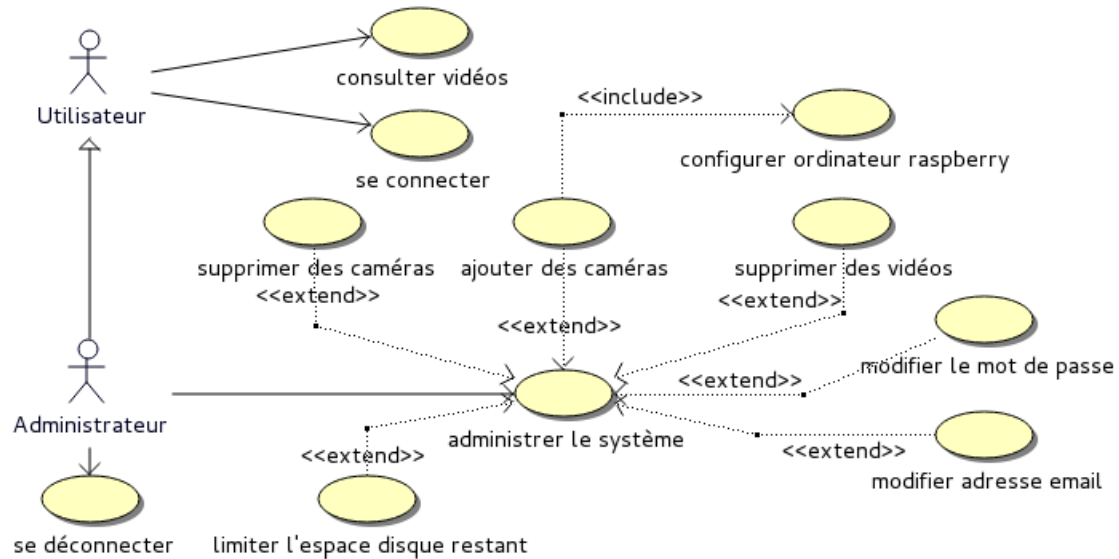 consulter vidéos
Utilisateur
<<include>>
configurer ordinateur raspberry
se connecter
supprimer des caméras
ajouter des caméras
supprimer des vidéos
<<extend>>
<<extend>>
<<extend>>
modifier le mot de passe
<<extend>>
Administrateur
administrer le système
<<extend>>
<<extend>>
modifier adresse email
se déconnecter
limiter l'espace disque restant